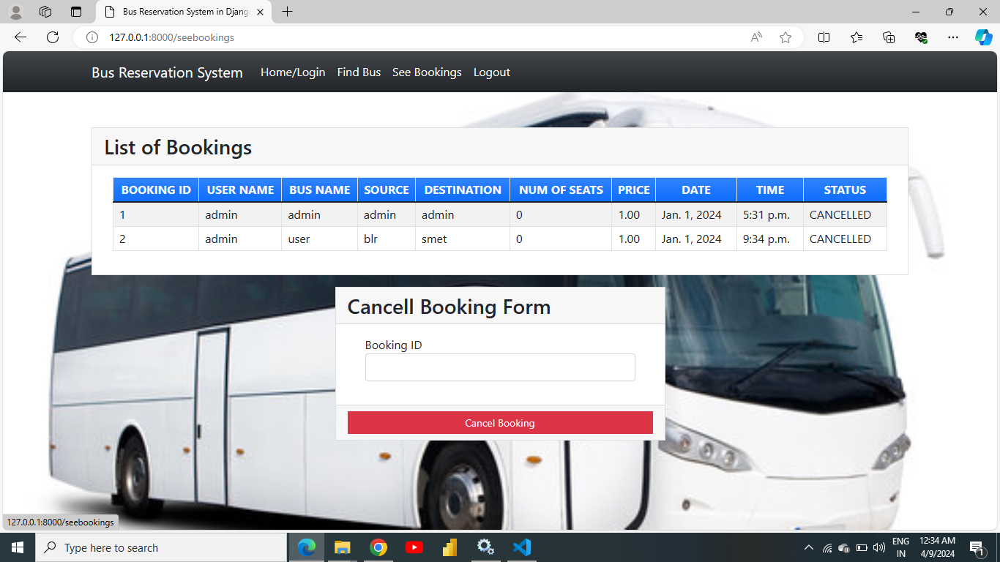 Bus Reservation System in Djang
127.0.0.1:8000/seebookings
Bus Reservation System Home/Login Find Bus See Bookings Logout
List of Bookings
BOOKING ID USER NAME BUS NAME SOURCE DESTINATION NUM OF SEATS PRICE DATE TIME STATUS
1 admin admin admin admin 0 1.00 Jan. 1, 2024 5:31 p.m. CANCELLED
2 admin user blr smet 0 1.00 Jan. 1, 2024 9:34 p.m. CANCELLED
Cancell Booking Form
Booking ID
Cancel Booking
127.0.0.1:8000/seebookings
Type here to search
ENG
IN
12:34 AM
4/9/2024
1